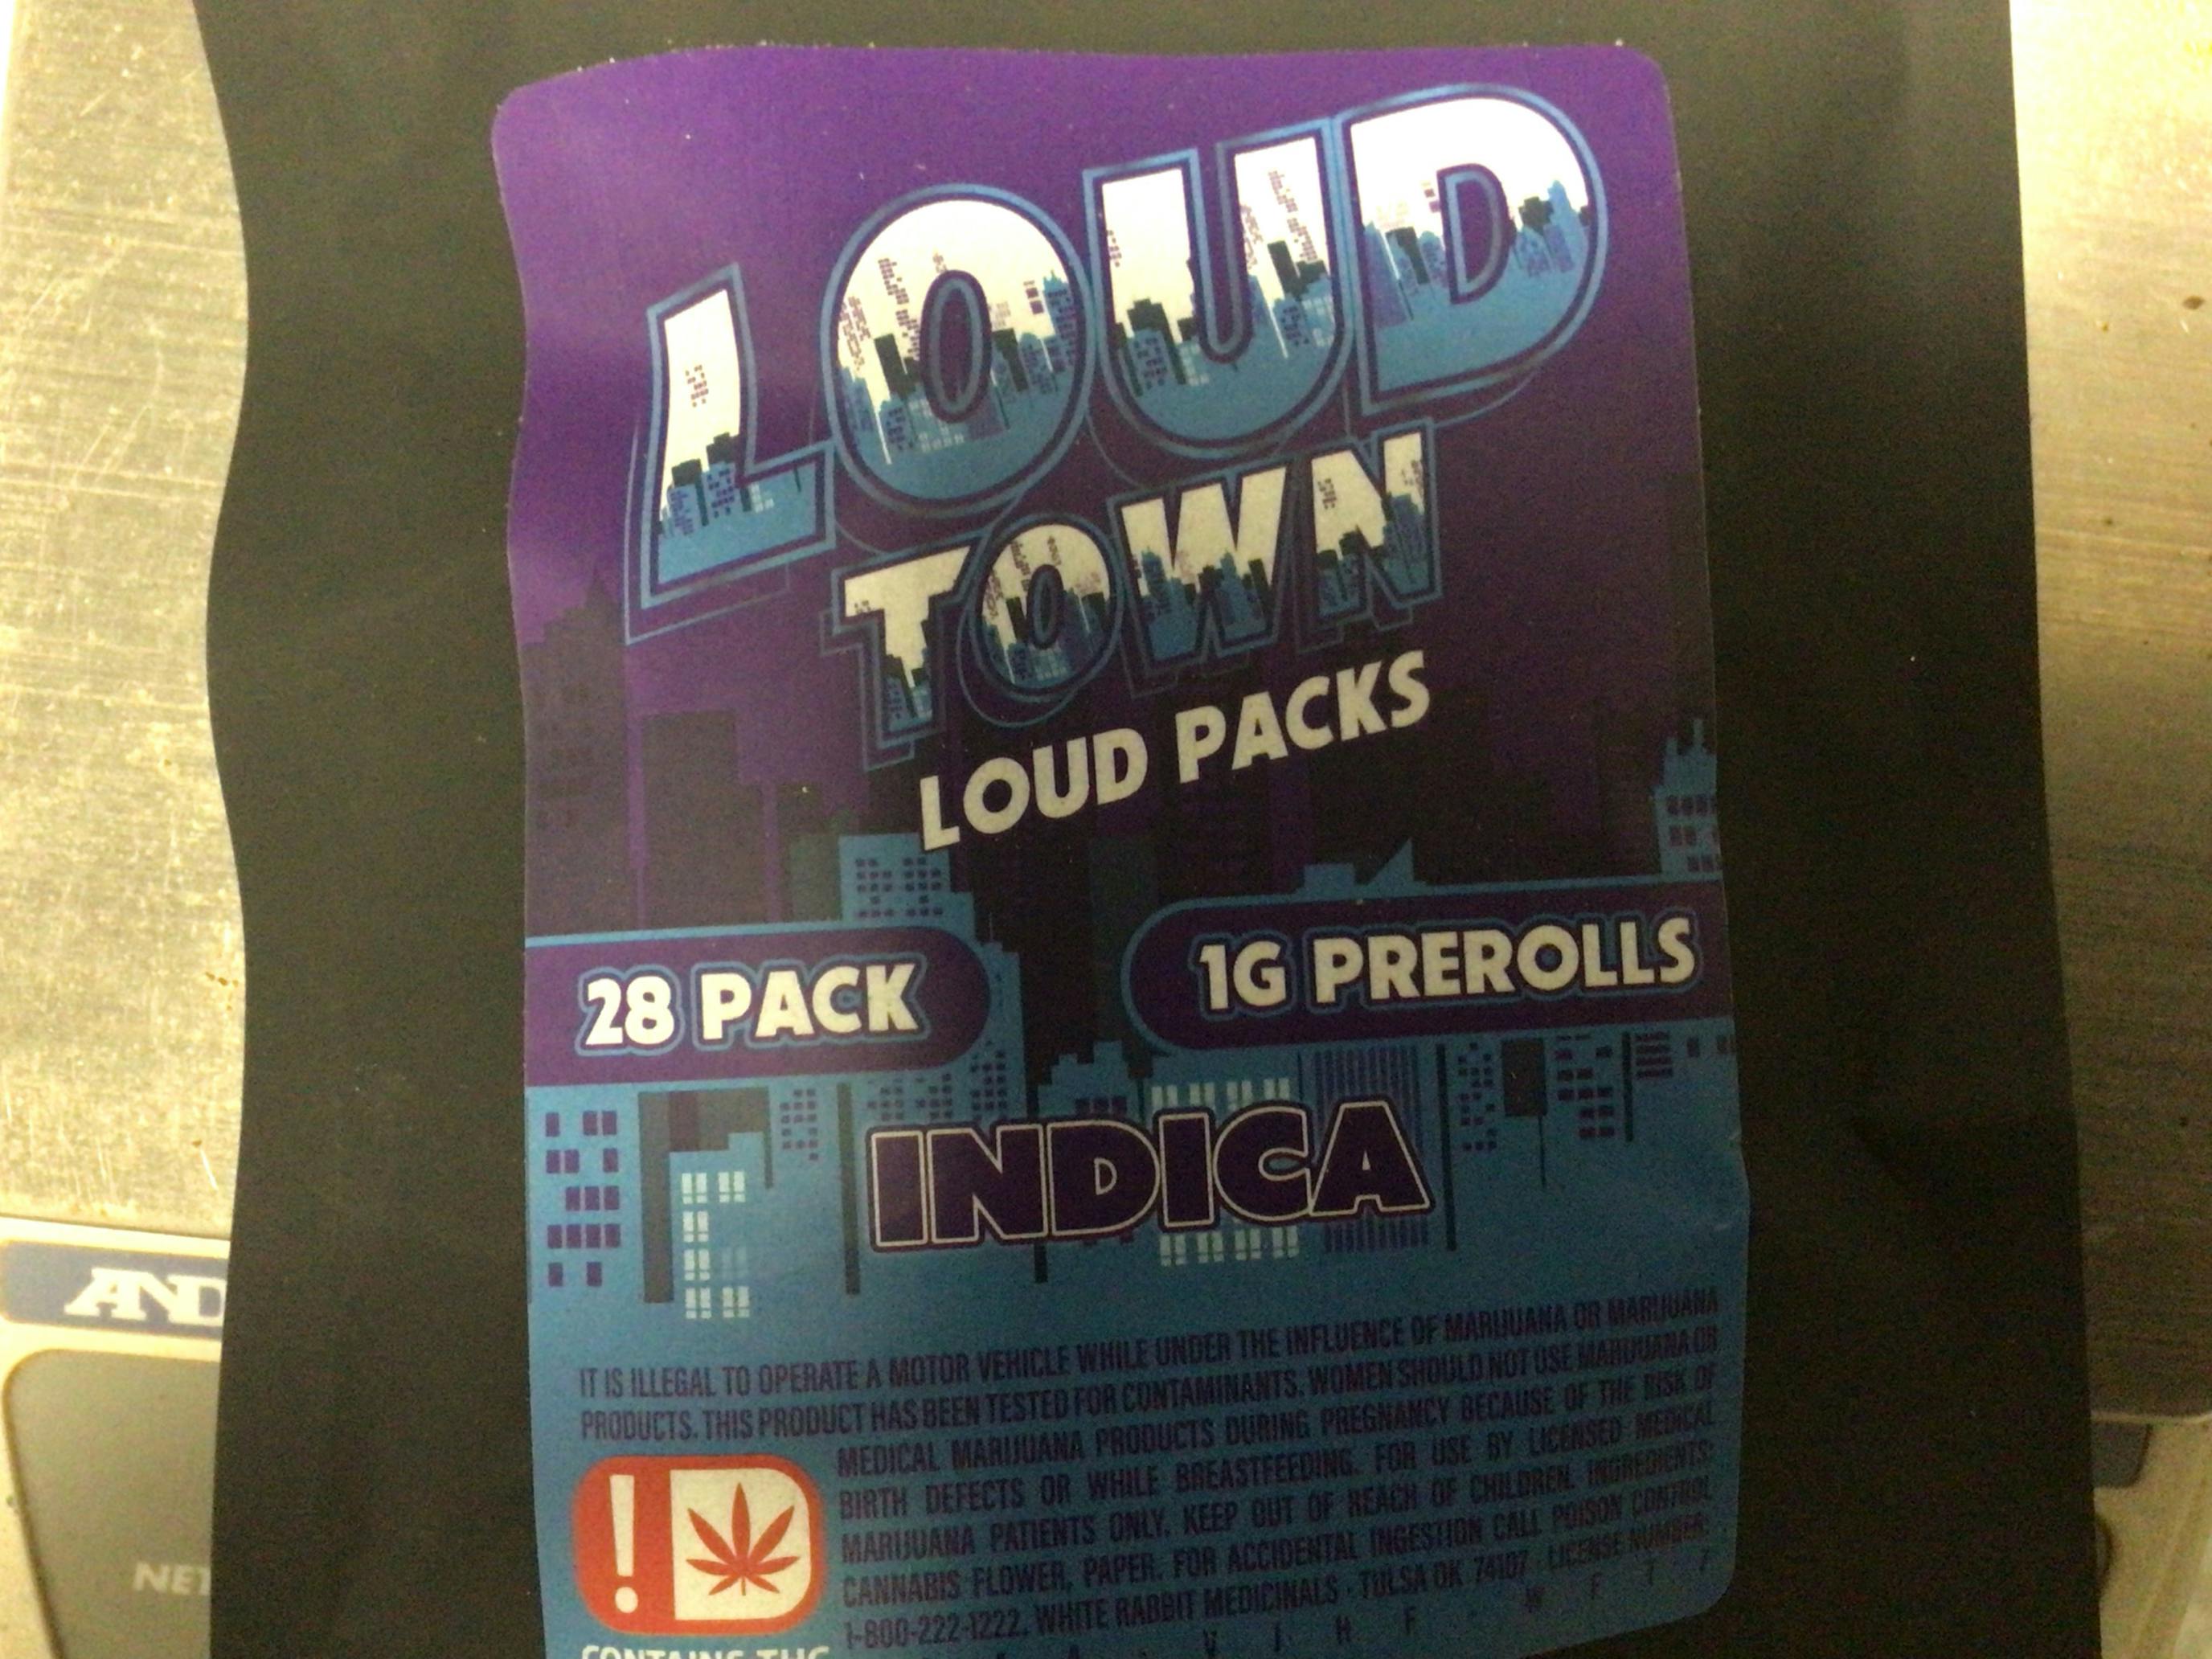 LOUD
TOWN
LOUD PACKS
28 PACK
1G PREROLLS
INDICA
AND
IT IS ILLEGAL TO OPERATE A MOTOR VEHICLE WHILE UNDER THE INFLUENCE OF MARIJUANA OR MARIJUANA
PRODUCTS. THIS PRODUCT HAS BEEN TESTED FOR CONTAMINANTS. WOMEN SHOULD NOT USE MARIJUANA OR
MEDICAL MARIJUANA PRODUCTS DURING PREGNANCY BECAUSE OF THE RISK OF
BIRTH DEFECTS OR WHILE BREASTFEEDING. FOR USE BY LICENSED MEDICAL
MARIJUANA PATIENTS ONLY. KEEP OUT OF REACH OF CHILDREN. INGREDIENTS:
CANNABIS FLOWER, PAPER. FOR ACCIDENTAL INGESTION CALL POISON CONTROL
1-800-222-1222. WHITE RABBIT MEDICINALS · TULSA OK 74107 · LICENSE NUMBER:
!
CONTAINS THC
NET